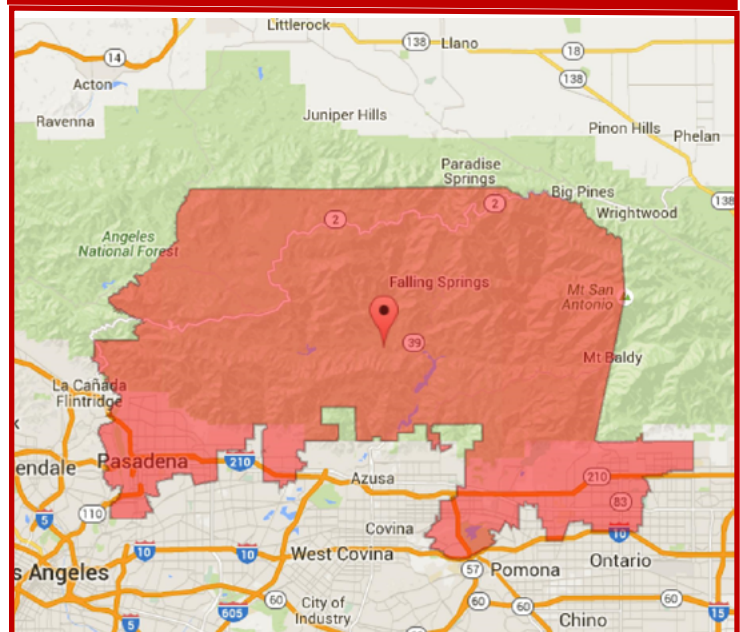 Littlerock
138
Llano
18
14
138
Acton
Juniper Hills
Ravenna
Pinon Hills
Phelan
Paradise
Springs
Big Pines
138
2
2
Wrightwood
Angeles
National Forest
Falling Springs
Mt San
Antonio
39
Mt Baldy
La Cañada
Flintridge
endale
Pasadena
210
Azusa
210
83
110
5
Covina
10
10
10
West Covina
Ontario
s Angeles
57
Pomona
605
60
City of
Industry
60
60
60
15
5
Chino